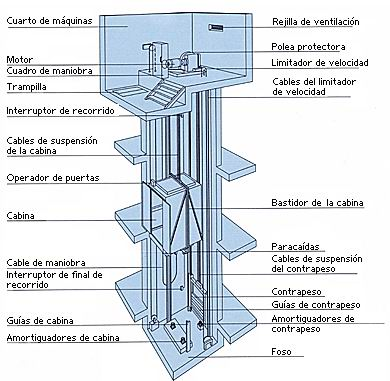 Cuarto de máquinas
Motor
Cuadro de maniobra
Trampilla
Interruptor de recorrido
Cables de suspensión
de la cabina
Operador de puertas
Cabina
Cable de maniobra
Interruptor de final de
recorrido
Guías de cabina
Amortiguadores de cabina
Rejilla de ventilación
Polea protectora
Limitador de velocidad
Cables del limitador
de velocidad
Bastidor de la cabina
Paracaídas
Cables de suspensión
del contrapeso
Contrapeso
Guías de contrapeso
Amortiguadores de
contrapeso
Foso